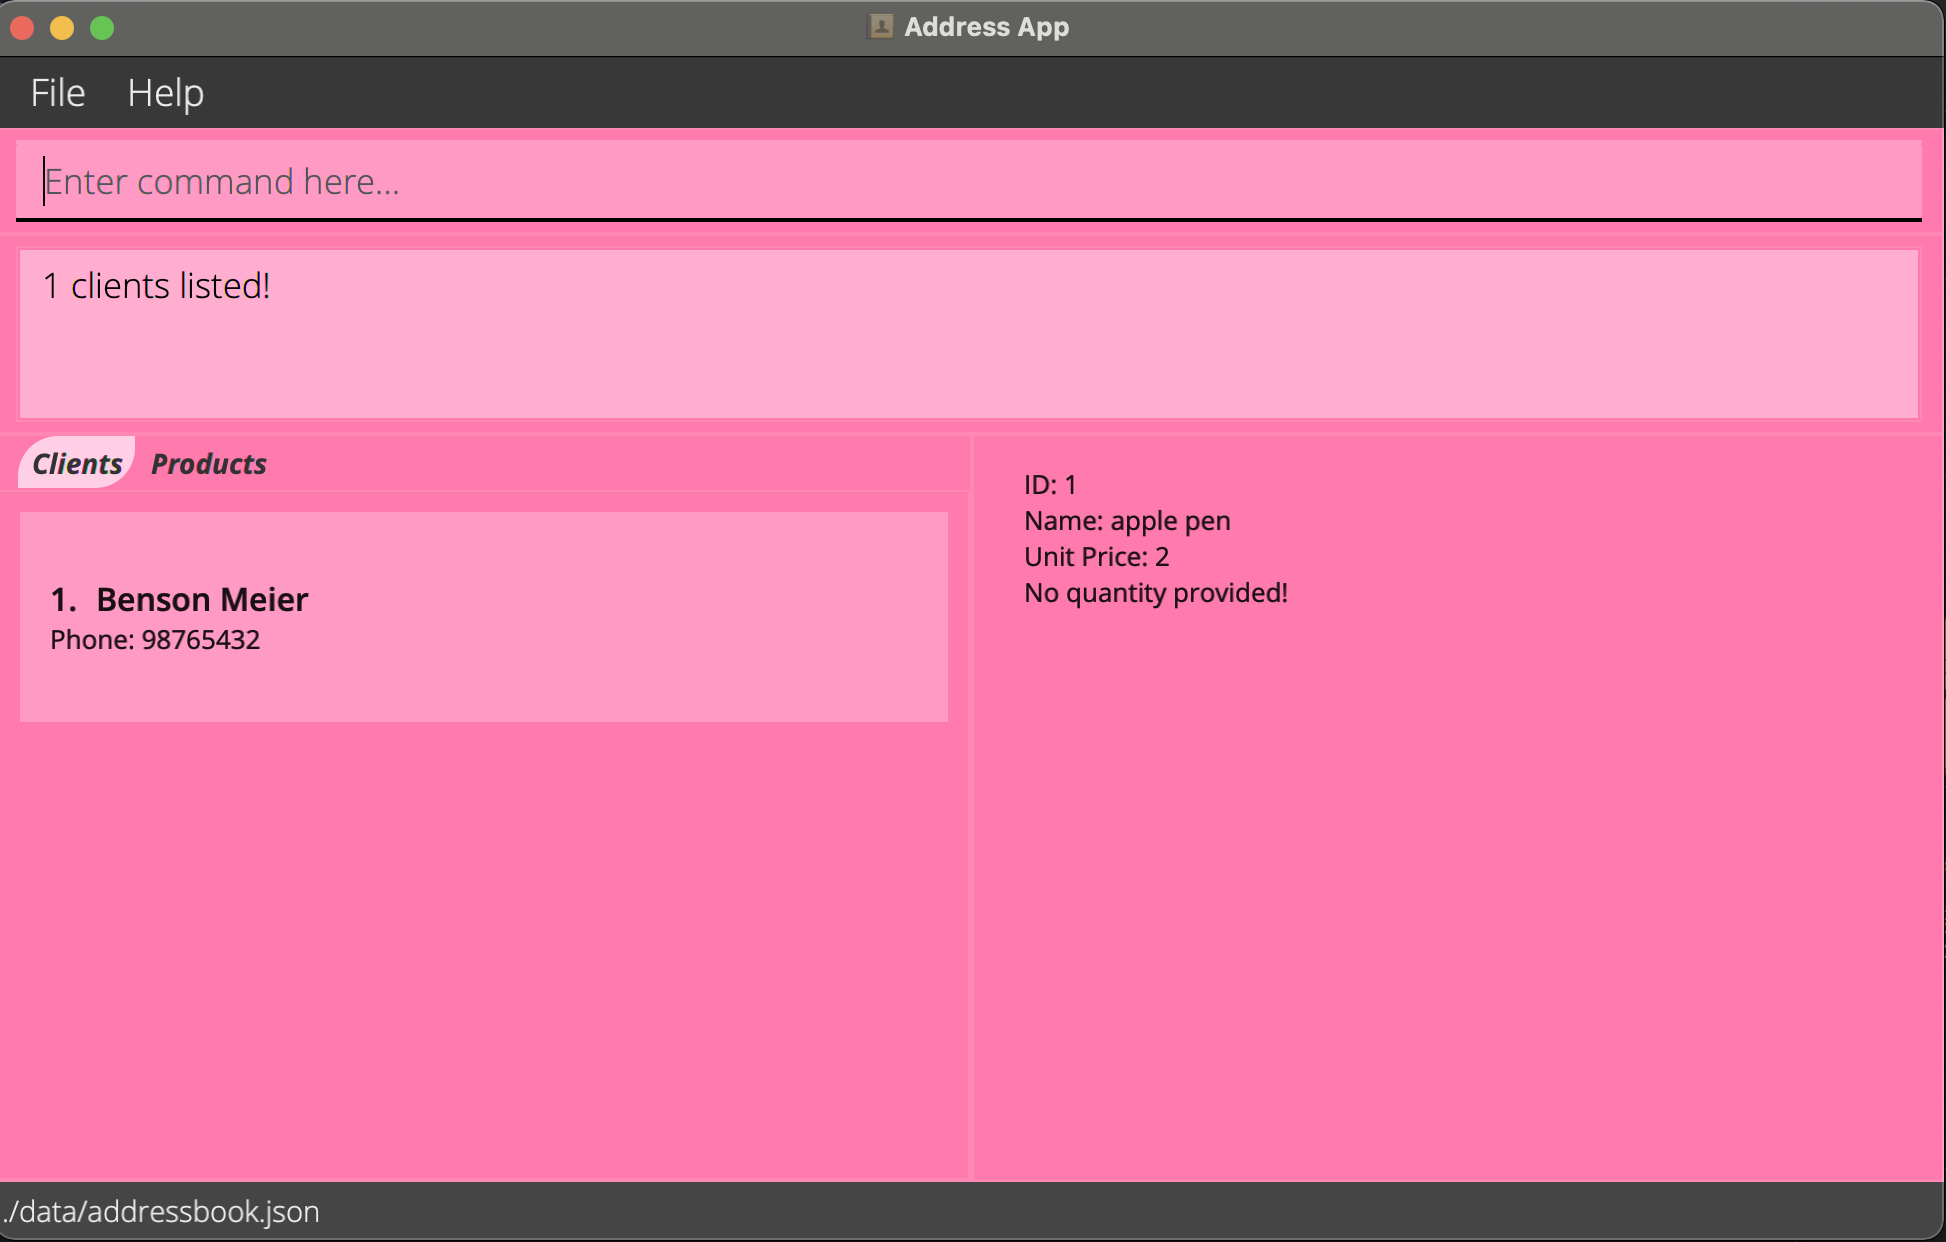 Address App
File Help
Enter command here...
1 clients listed!
Clients Products
1. Benson Meier
Phone: 98765432
ID: 1
Name: apple pen
Unit Price: 2
No quantity provided!
./data/addressbook.json